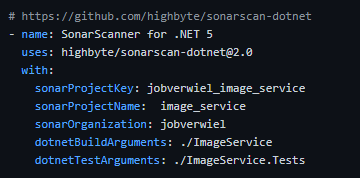 # https://github.com/highbyte/sonarscan-dotnet
- name: SonarScanner for .NET 5
uses: highbyte/sonarscan-dotnet@2.0
with:
sonarProjectKey: jobverwiel_image_service
sonarProjectName:  image_service
sonarOrganization: jobverwiel
dotnetBuildArguments: ./ImageService
dotnetTestArguments: ./ImageService.Tests